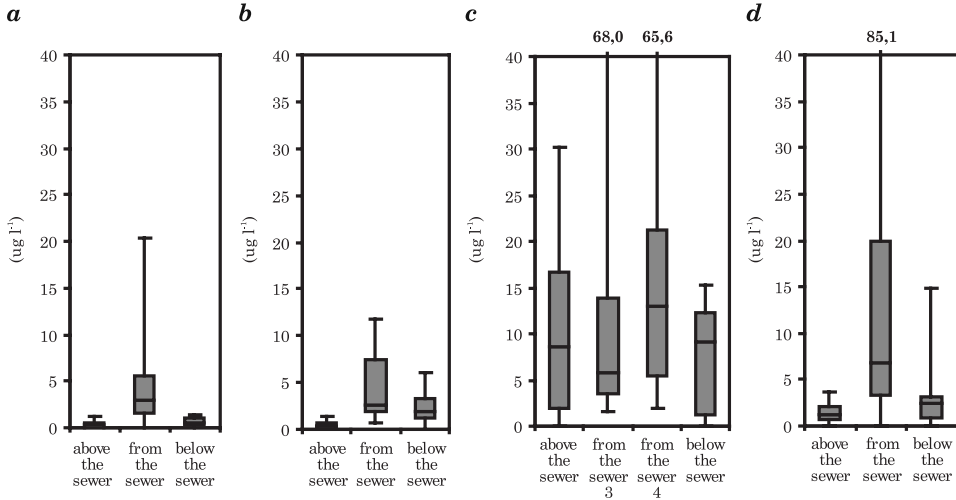 a
b
c
d
68,0
65,6
85,1
(ug l-1)
40
35
30
25
20
15
10
5
0
above
the
sewer
from
the
sewer
below
the
sewer
(ug l-1)
40
35
30
25
20
15
10
5
0
above
the
sewer
from
the
sewer
below
the
sewer
(ug l-1)
40
35
30
25
20
15
10
5
0
above
the
sewer
from
the
sewer
3
from
the
sewer
4
below
the
sewer
(ug l-1)
40
35
30
25
20
15
10
5
0
above
the
sewer
from
the
sewer
below
the
sewer